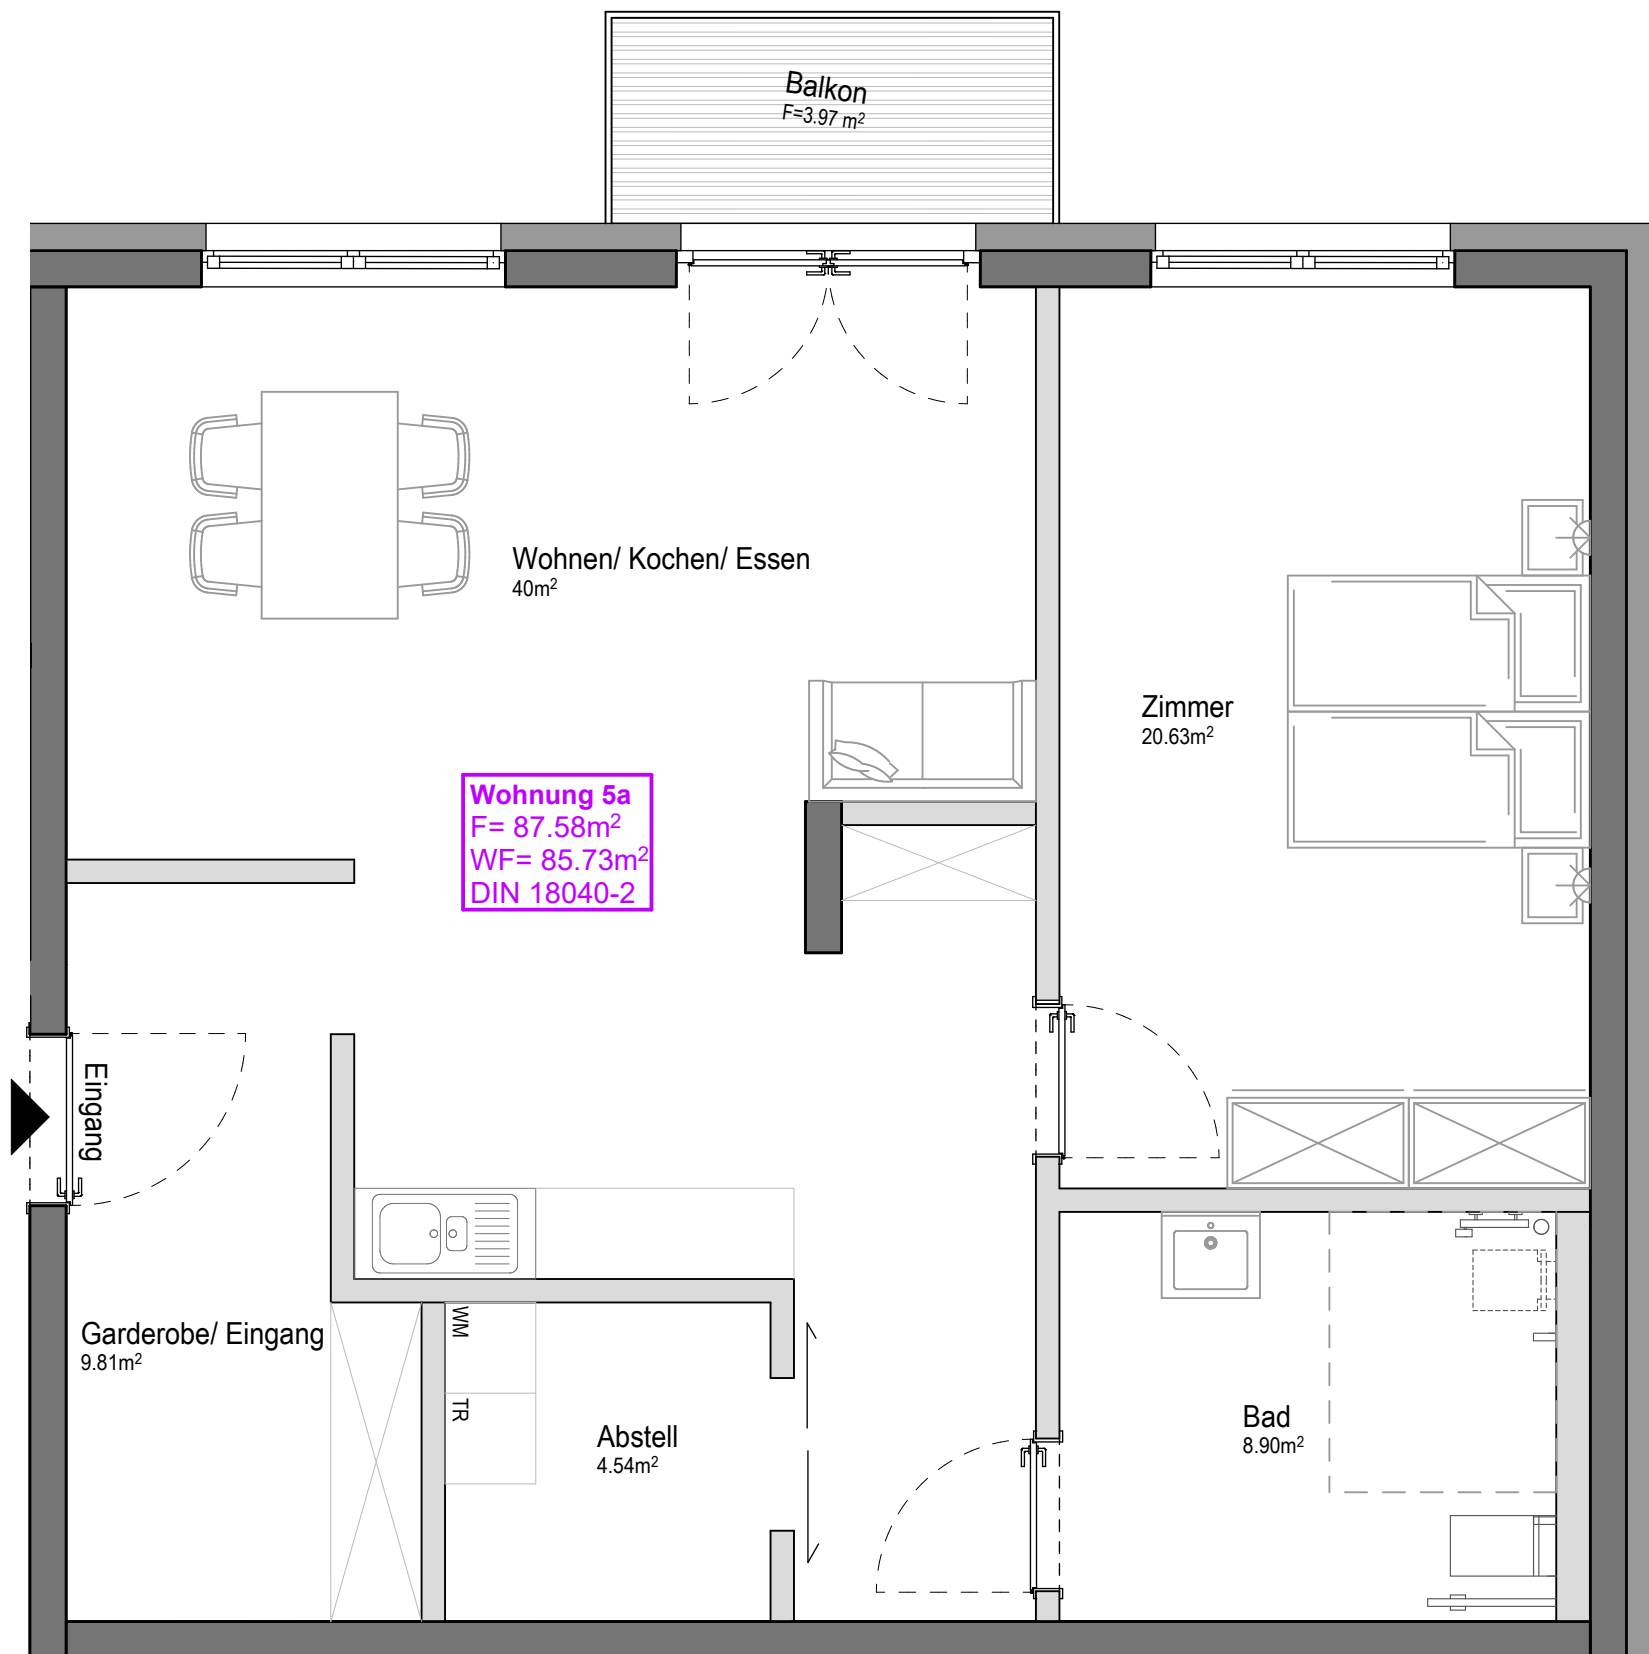 Balkon
F=3.97 m²
Wohnen/ Kochen/ Essen
40m²
Zimmer
20.63m²
Wohnung 5a
F= 87.58m²
WF= 85.73m²
DIN 18040-2
Eingang
Garderobe/ Eingang
9.81m²
WM
TR
Abstell
4.54m²
Bad
8.90m²